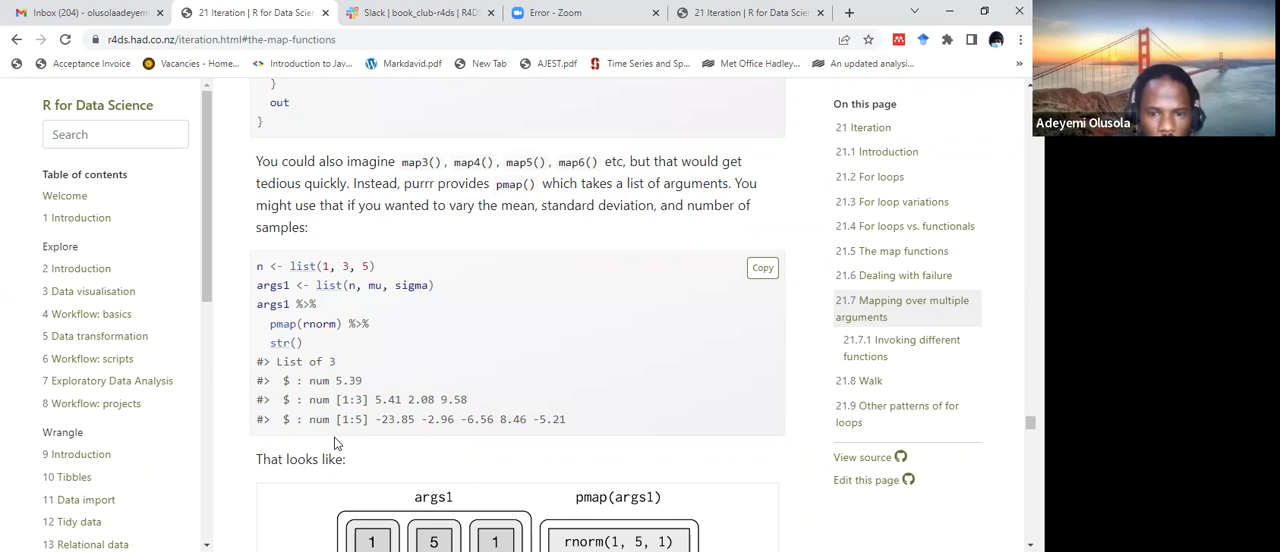 Inbox (204) - olusolaadeyemi
21 Iteration | R for Data Science
Slack | book_club-r4ds | R4DS
Error - Zoom
21 Iteration | R for Data Science
r4ds.had.co.nz/iteration.html#the-map-functions
Acceptance Invoice
Vacancies - Home...
Introduction to Jav...
Markdavid.pdf
New Tab
AJEST.pdf
Time Series and Sp...
Met Office Hadley...
An updated analysi...
»
Adeyemi Olusola
R for Data Science
Search
Table of contents
Welcome
1 Introduction
Explore
2 Introduction
3 Data visualisation
4 Workflow: basics
5 Data transformation
6 Workflow: scripts
7 Exploratory Data Analysis
8 Workflow: projects
Wrangle
9 Introduction
10 Tibbles
11 Data import
12 Tidy data
13 Relational data
}
out
}
You could also imagine map3(), map4(), map5(), map6() etc, but that would get
tedious quickly. Instead, purrr provides pmap() which takes a list of arguments. You
might use that if you wanted to vary the mean, standard deviation, and number of
samples:
Copy
n <- list(1, 3, 5)
args1 <- list(n, mu, sigma)
args1 %>%
pmap(rnorm) %>%
str()
#> List of 3
#> $ : num 5.39
#> $ : num [1:3] 5.41 2.08 9.58
#> $ : num [1:5] -23.85 -2.96 -6.56 8.46 -5.21
That looks like:
args1 pmap(args1)
1 5 1 rnorm(1, 5, 1)
On this page
21 Iteration
21.1 Introduction
21.2 For loops
21.3 For loop variations
21.4 For loops vs. functionals
21.5 The map functions
21.6 Dealing with failure
21.7 Mapping over multiple
arguments
21.7.1 Invoking different
functions
21.8 Walk
21.9 Other patterns of for
loops
View source
Edit this page